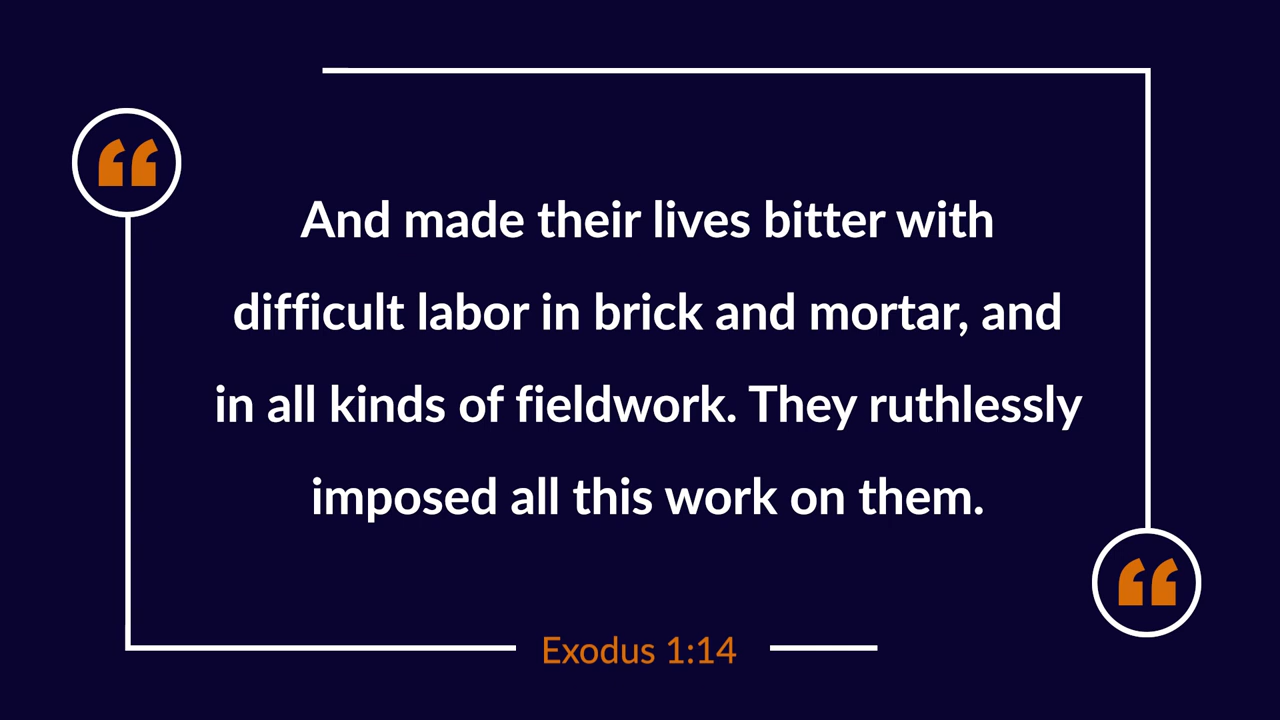 And made their lives bitter with
difficult labor in brick and mortar, and
in all kinds of fieldwork. They ruthlessly
imposed all this work on them.
Exodus 1:14